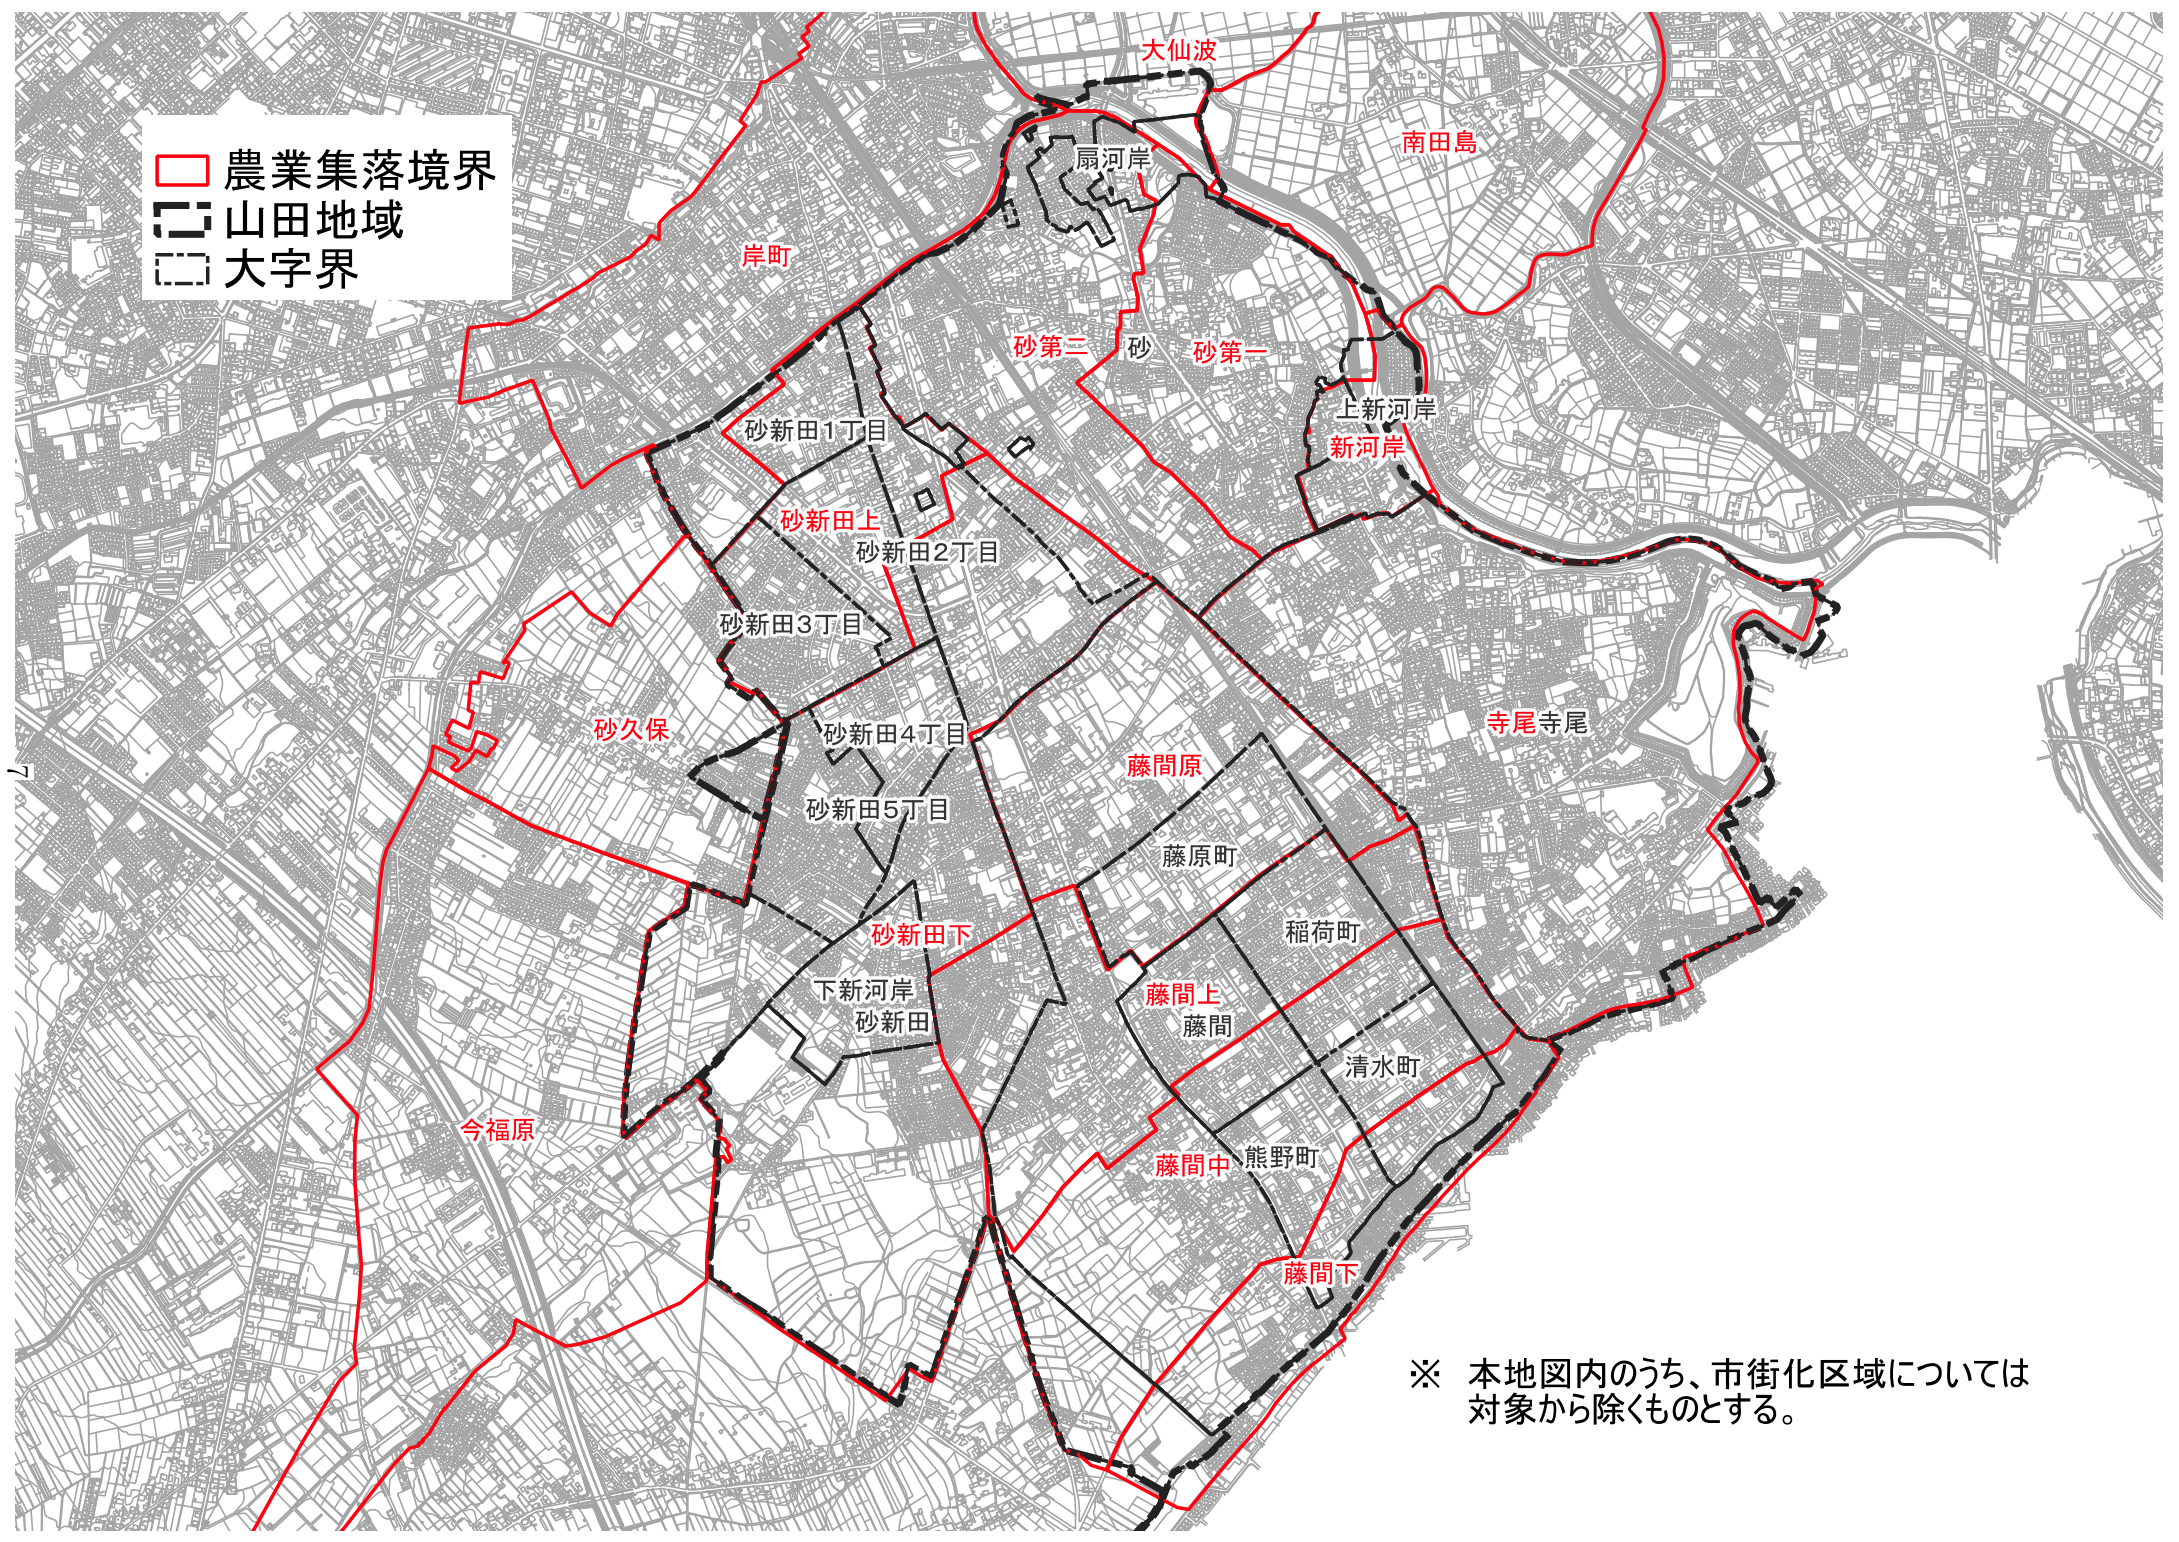 大仙波
南田島
農業集落境界
山田地域
大字界
扇河岸
岸町
砂第二
砂
砂第一
上新河岸
新河岸
砂新田1丁目
砂新田上
砂新田2丁目
砂新田3丁目
砂久保
砂新田4丁目
寺尾寺尾
藤間原
7
砂新田5丁目
藤原町
砂新田下
稲荷町
下新河岸
藤間上
砂新田
藤間
清水町
今福原
藤間中
熊野町
藤間下
※ 本地図内のうち、市街化区域については
対象から除くものとする。